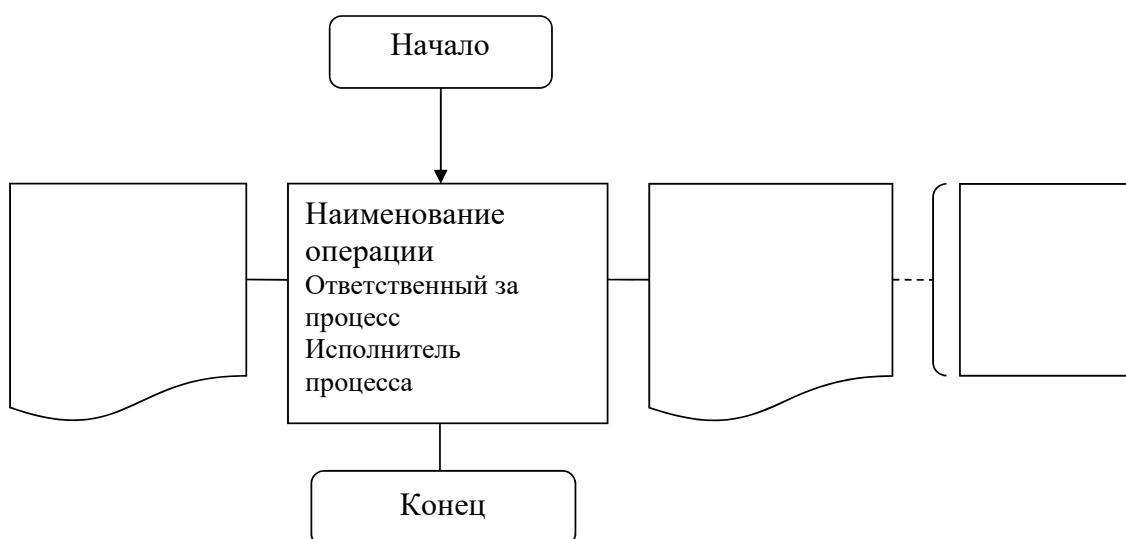 Начало
Наименование
операции
Ответственный за
процесс
Исполнитель
процесса
Конец